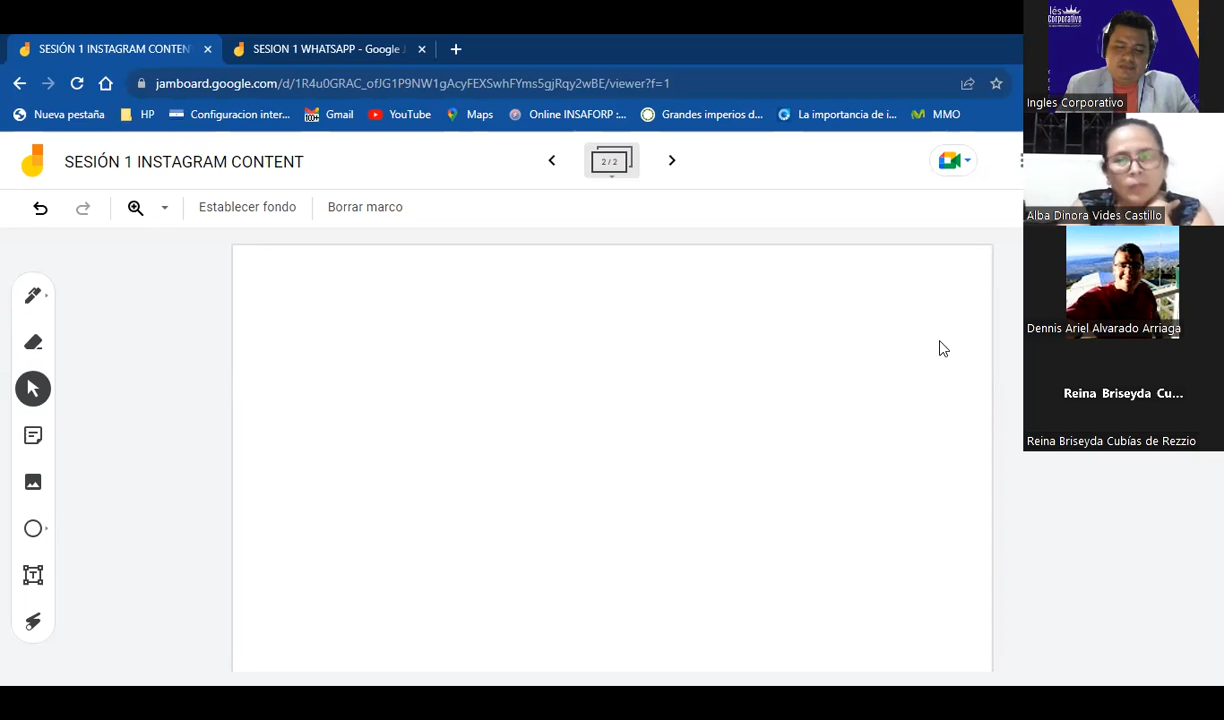 SESIÓN 1 INSTAGRAM CONTEN
SESION 1 WHATSAPP - Google J
jamboard.google.com/d/1R4u0GRAC_ofJG1P9NW1gAcyFEXSwhFYms5gjRqy2wBE/viewer?f=1
Nueva pestaña
HP
Configuracion inter...
Gmail
YouTube
Maps
Online INSAFORP :...
Grandes imperios d...
La importancia de i...
MMO
SESIÓN 1 INSTAGRAM CONTENT
2 / 2
Establecer fondo
Borrar marco
lés
Corporativo
Ingles Corporativo
Alba Dinora Vides Castillo
Dennis Ariel Alvarado Arriaga
Reina Briseyda Cu...
Reina Briseyda Cubías de Rezzio